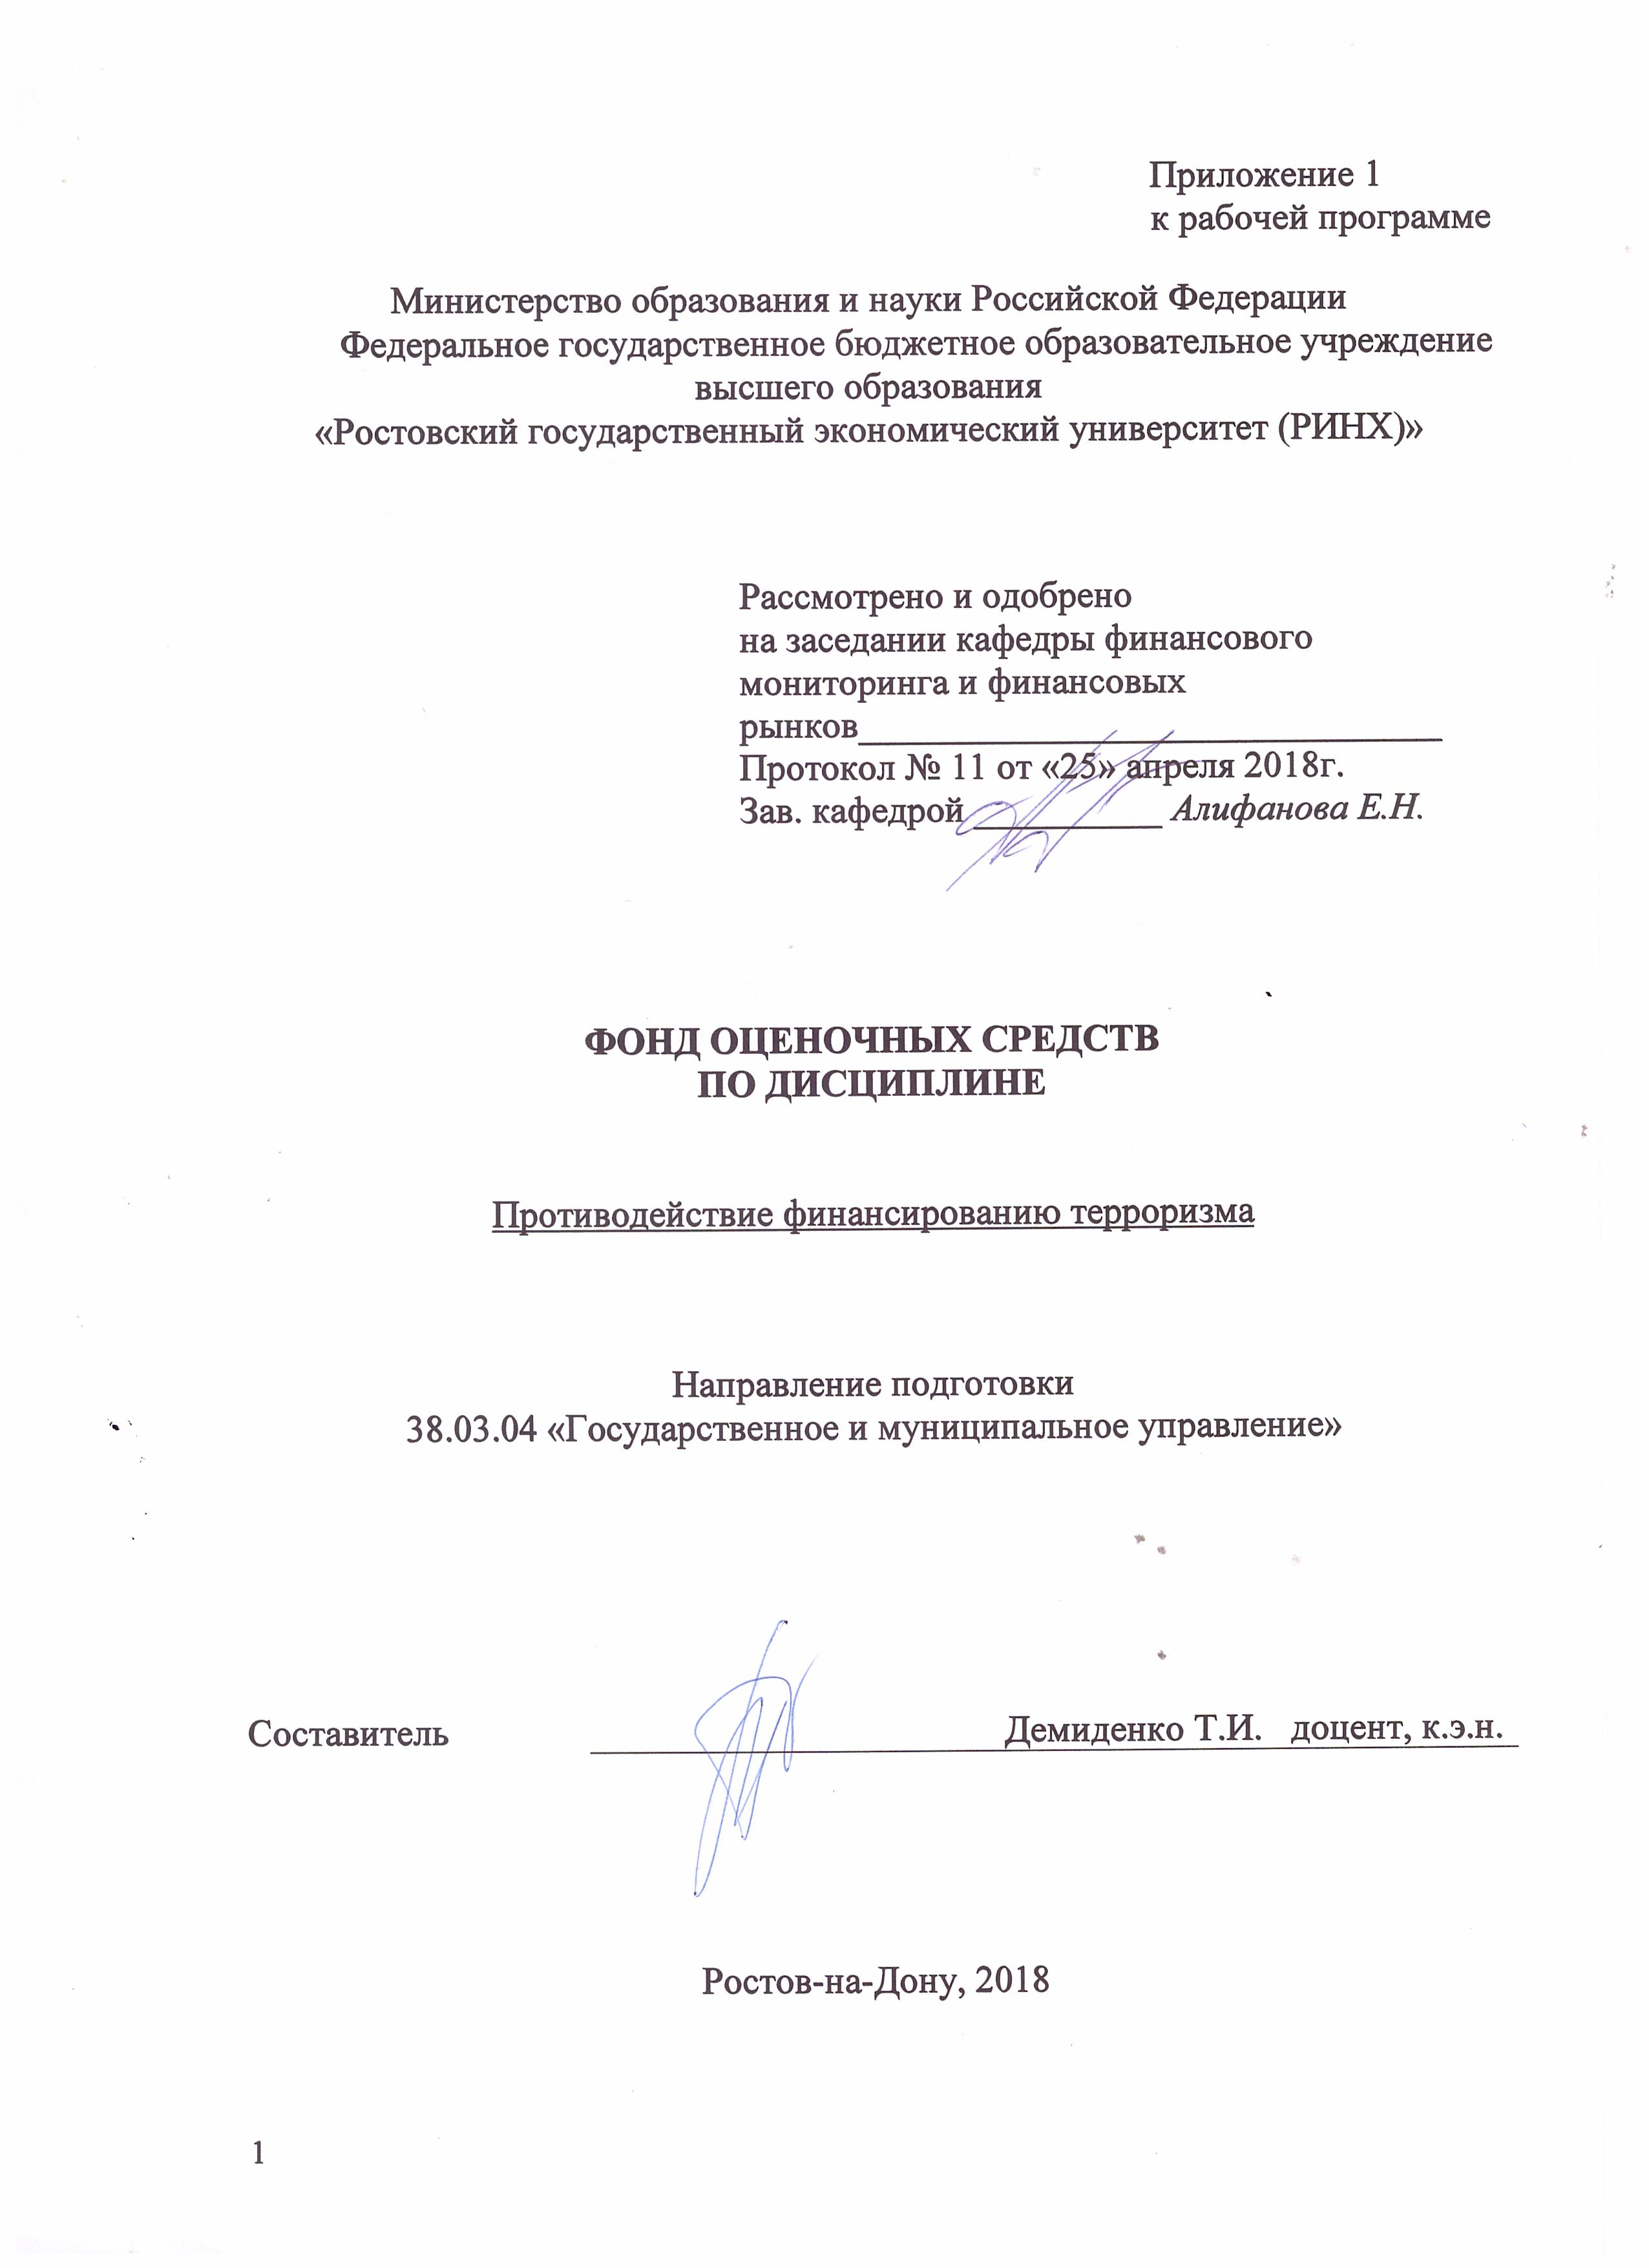 Приложение 1
к рабочей программе
Министерство образования и науки Российской Федерации
Федеральное государственное бюджетное образовательное учреждение
высшего образования
«Ростовский государственный экономический университет (РИНХ)»
Рассмотрено и одобрено
на заседании кафедры финансового
мониторинга и финансовых
рынков
Протокол № 11 от «25» апреля 2018г.
Зав. кафедрой Алифанова Е.Н.
ФОНД ОЦЕНОЧНЫХ СРЕДСТВ
ПО ДИСЦИПЛИНЕ
Противодействие финансированию терроризма
Направление подготовки
38.03.04 «Государственное и муниципальное управление»
Составитель Демиденко Т.И. доцент, к.э.н.
Ростов-на-Дону, 2018
1